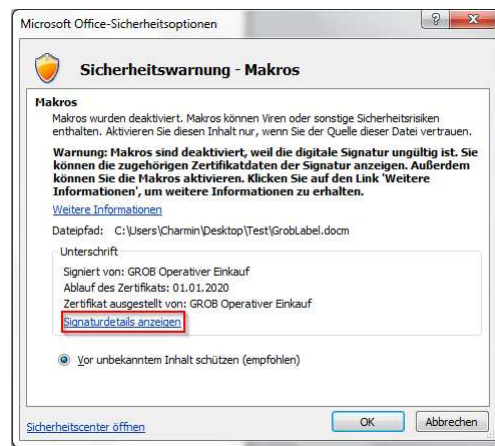 Microsoft Office-Sicherheitsoptionen
Sicherheitswarnung - Makros
Makros
Makros wurden deaktiviert. Makros können Viren oder sonstige Sicherheitsrisiken
enthalten. Aktivieren Sie diesen Inhalt nur, wenn Sie der Quelle dieser Datei vertrauen.
Warnung: Makros sind deaktiviert, weil die digitale Signatur ungültig ist. Sie
können die zugehörigen Zertifikatdaten der Signatur anzeigen. Außerdem
können Sie die Makros aktivieren. Klicken Sie auf den Link 'Weitere
Informationen', um weitere Informationen zu erhalten.
Weitere Informationen
Dateipfad: C:\Users\Charmin\Desktop\Test\GrobLabel.docm
Unterschrift
Signiert von: GROB Operativer Einkauf
Ablauf des Zertifikats: 01.01.2020
Zertifikat ausgestellt von: GROB Operativer Einkauf
Signaturdetails anzeigen
Vor unbekanntem Inhalt schützen (empfohlen)
Sicherheitscenter öffnen
OK
Abbrechen